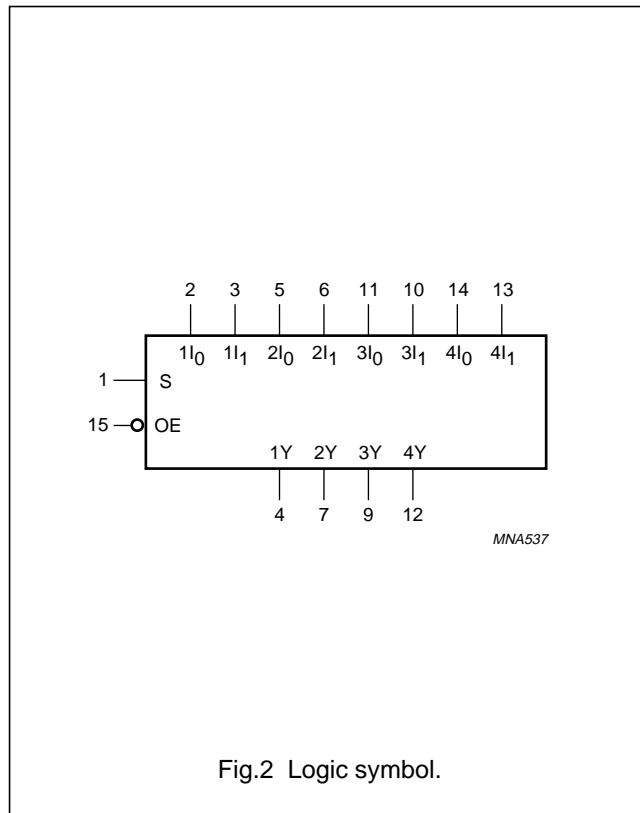 2 3 5 6 11 10 14 13
1I0 1I1 2I0 2I1 3I0 3I1 4I0 4I1
1 S
15 OE
1Y 2Y 3Y 4Y
4 7 9 12
MNA537
Fig.2 Logic symbol.